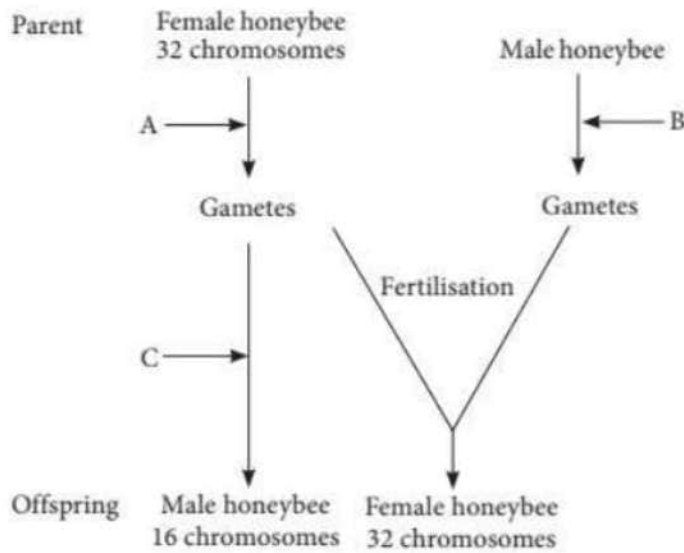 Parent
Female honeybee
32 chromosomes
Male honeybee
A
B
Gametes
Gametes
Fertilisation
C
Offspring
Male honeybee
16 chromosomes
Female honeybee
32 chromosomes